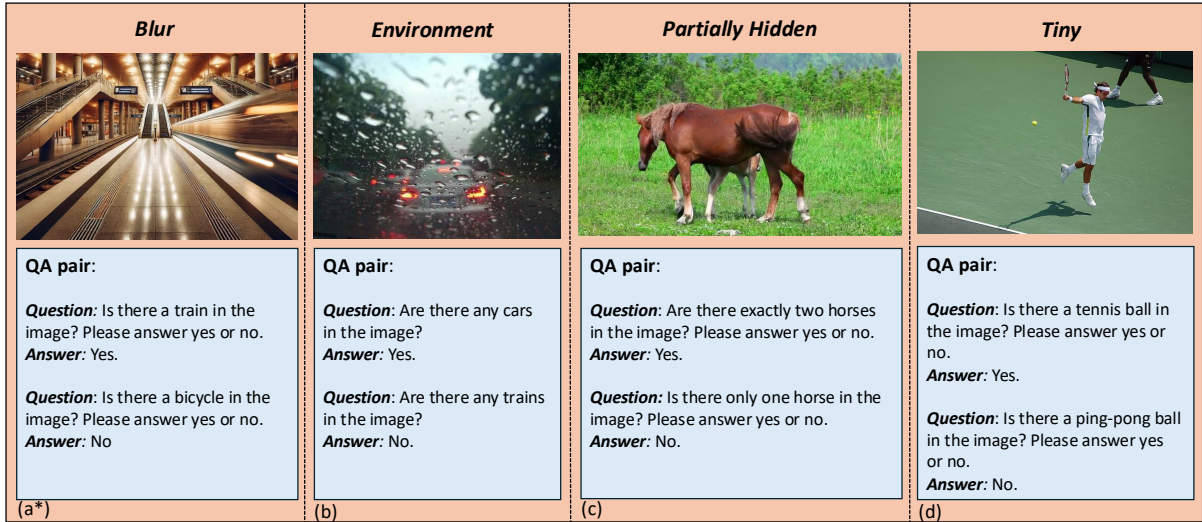 Blur
QA pair:
Question: Is there a train in the
image? Please answer yes or no.
Answer: Yes.
Question: Is there a bicycle in the
image? Please answer yes or no.
Answer: No
(a*)
Environment
QA pair:
Question: Are there any cars
in the image?
Answer: Yes.
Question: Are there any trains
in the image?
Answer: No.
(b)
Partially Hidden
QA pair:
Question: Are there exactly two horses
in the image? Please answer yes or no.
Answer: Yes.
Question: Is there only one horse in the
image? Please answer yes or no.
Answer: No.
(c)
Tiny
QA pair:
Question: Is there a tennis ball in
the image? Please answer yes or
no.
Answer: Yes.
Question: Is there a ping-pong ball
in the image? Please answer yes
or no.
Answer: No.
(d)